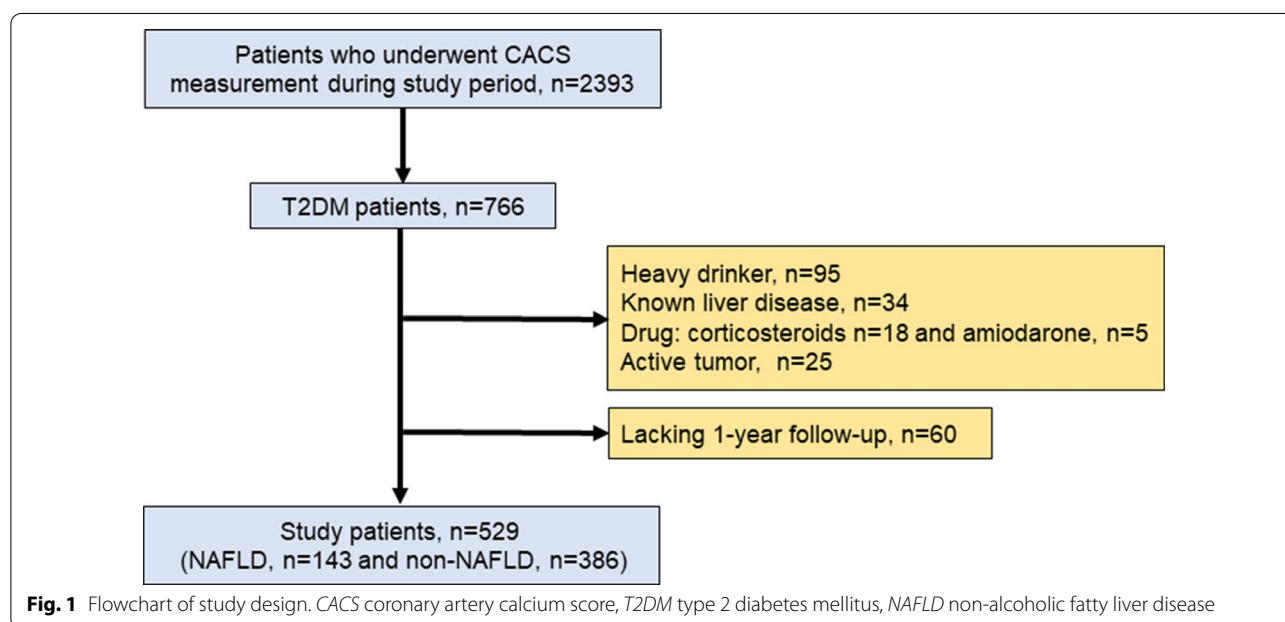 Patients who underwent CACS
measurement during study period, n=2393
T2DM patients, n=766
Heavy drinker, n=95
Known liver disease, n=34
Drug: corticosteroids n=18 and amiodarone, n=5
Active tumor, n=25
Lacking 1-year follow-up, n=60
Study patients, n=529
(NAFLD, n=143 and non-NAFLD, n=386)
Fig. 1 Flowchart of study design. CACS coronary artery calcium score, T2DM type 2 diabetes mellitus, NAFLD non-alcoholic fatty liver disease